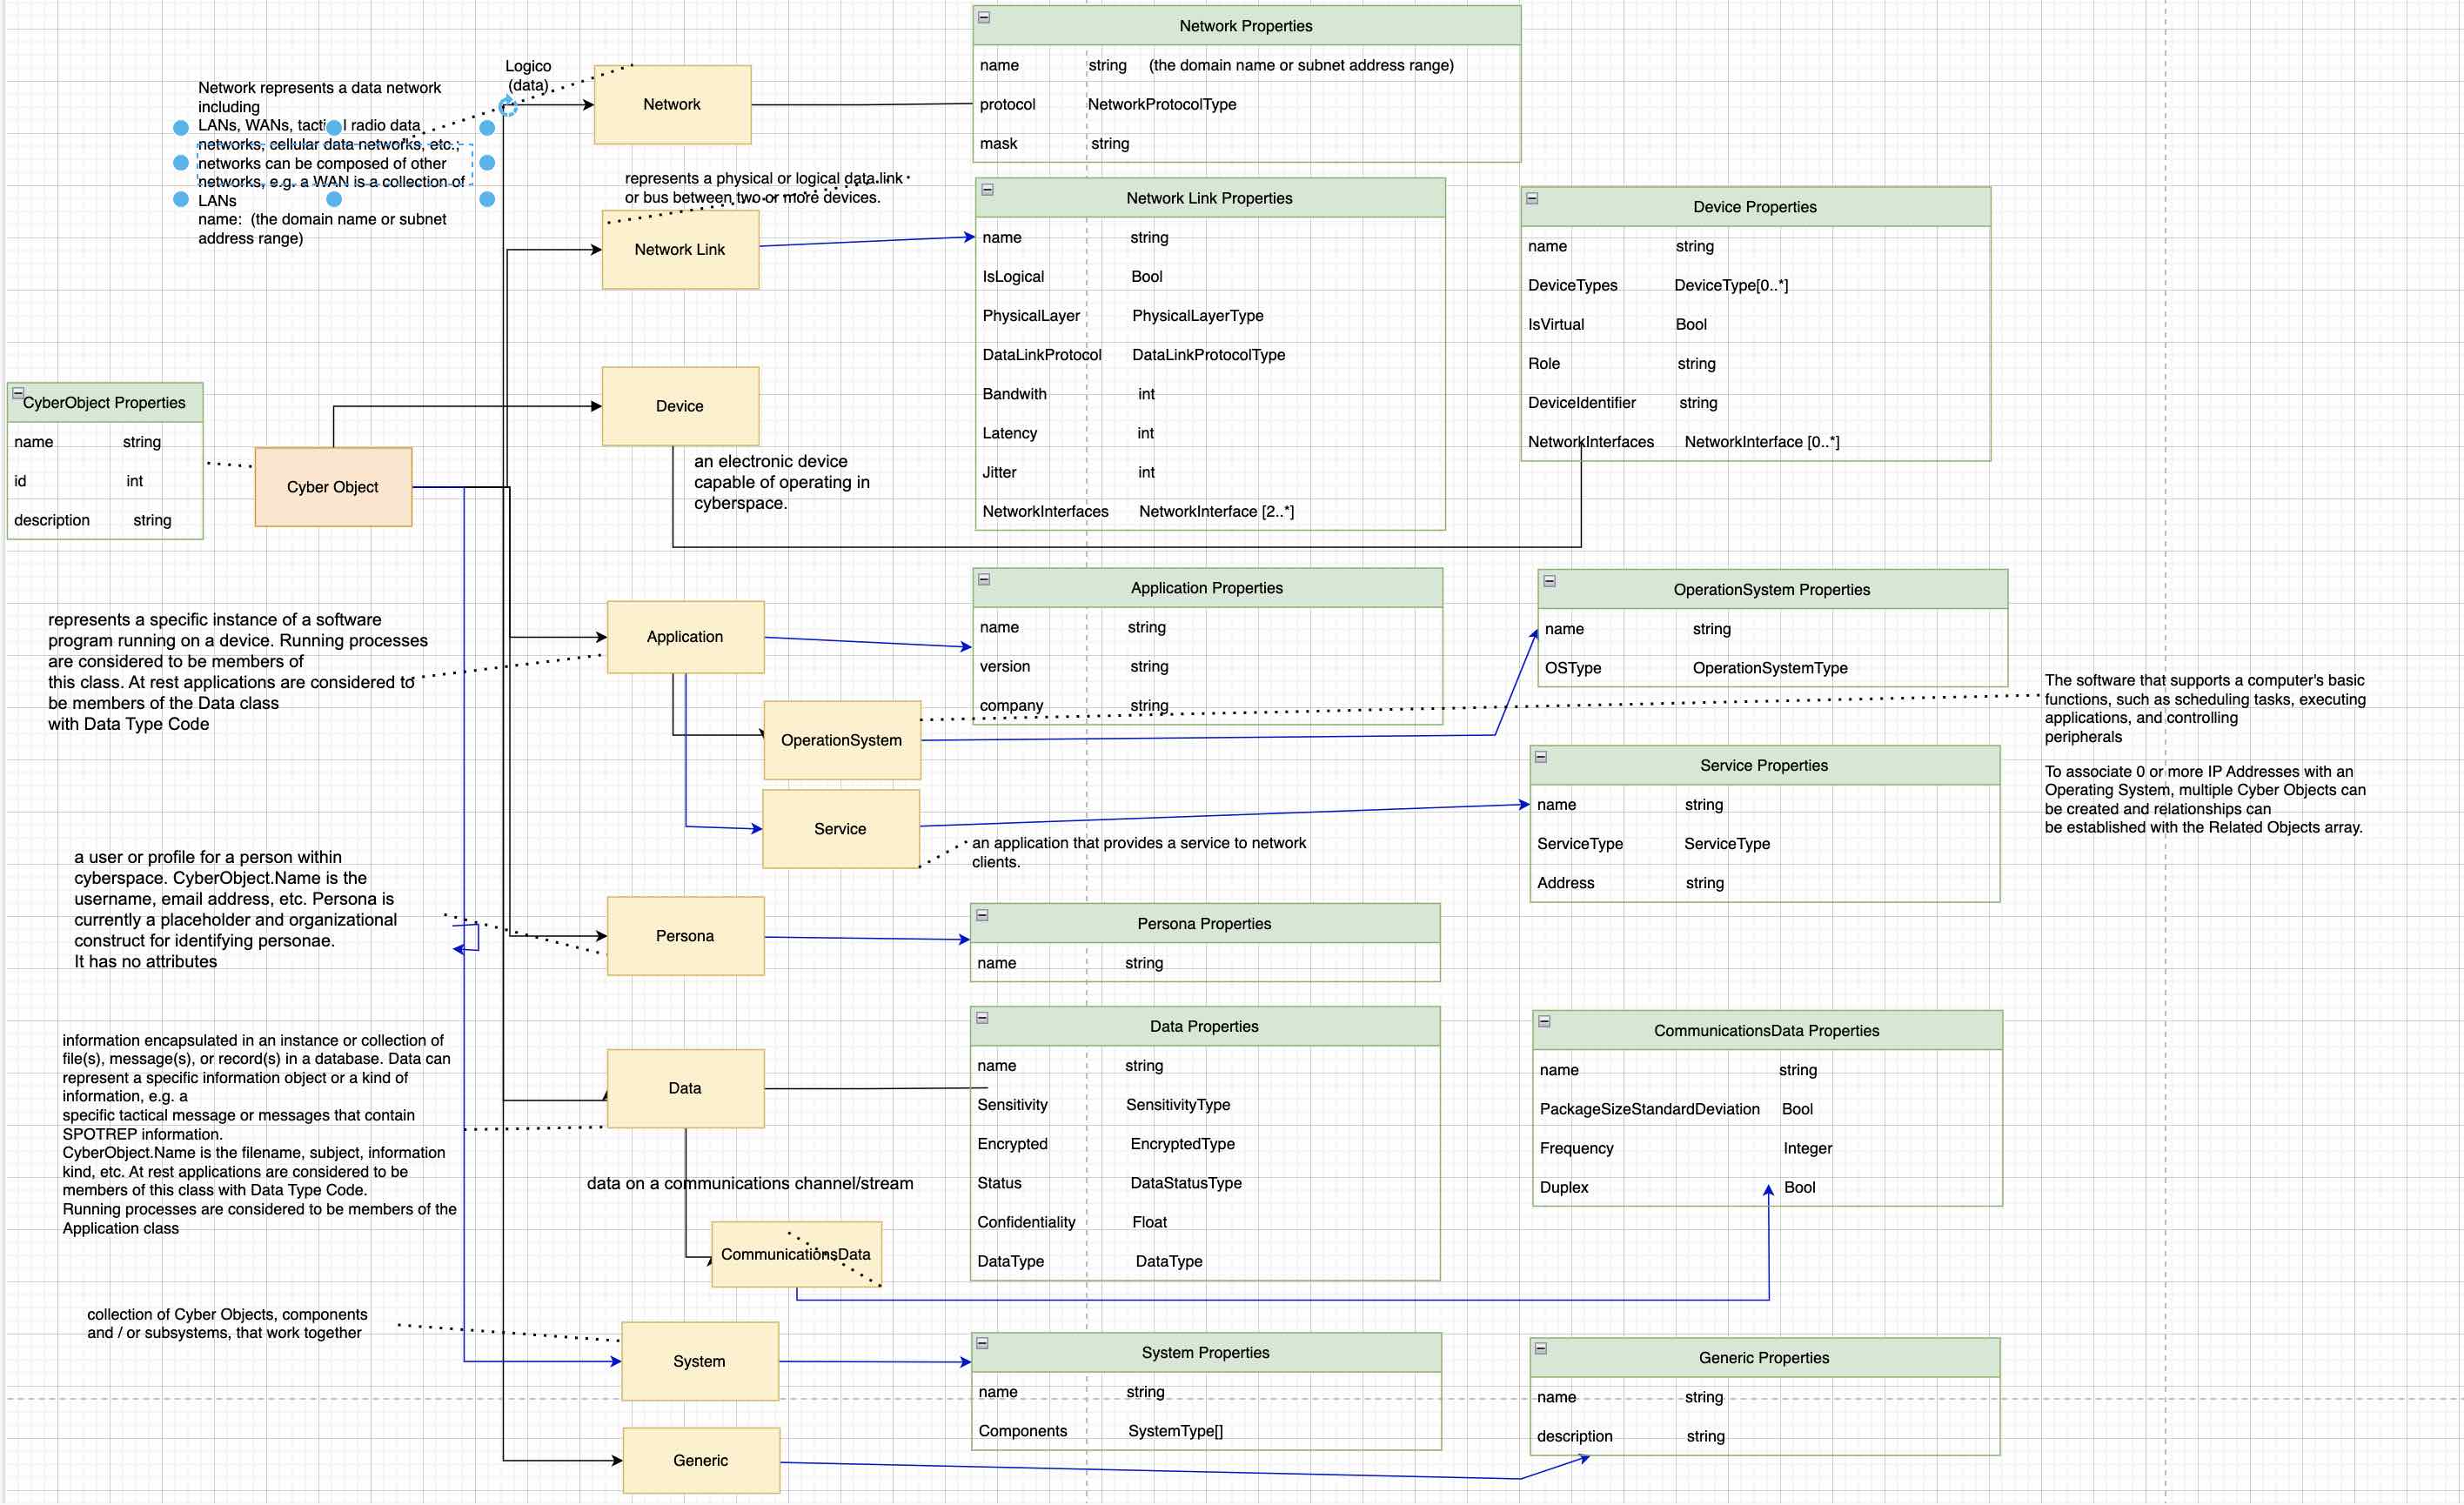 Network Properties
name string (the domain name or subnet address range)
protocol NetworkProtocolType
mask string
Logico
(data)
Network
Network represents a data network
including
LANs, WANs, tactical radio data
networks, cellular data networks, etc.;
networks can be composed of other
networks, e.g. a WAN is a collection of
LANs
name: (the domain name or subnet
address range)
represents a physical or logical data link
or bus between two or more devices.
Network Link
Network Link Properties
name string
IsLogical Bool
PhysicalLayer PhysicalLayerType
DataLinkProtocol DataLinkProtocolType
Bandwith int
Latency int
Jitter int
NetworkInterfaces NetworkInterface [2..*]
Device Properties
name string
DeviceTypes DeviceType[0..*]
IsVirtual Bool
Role string
DeviceIdentifier string
NetworkInterfaces NetworkInterface [0..*]
Device
an electronic device
capable of operating in
cyberspace.
CyberObject Properties
name string
id int
description string
Cyber Object
represents a specific instance of a software
program running on a device. Running processes
are considered to be members of
this class. At rest applications are considered to
be members of the Data class
with Data Type Code
Application
Application Properties
name string
version string
company string
OperationSystem Properties
name string
OSType OperationSystemType
OperationSystem
The software that supports a computer's basic
functions, such as scheduling tasks, executing
applications, and controlling
peripherals
To associate 0 or more IP Addresses with an
Operating System, multiple Cyber Objects can
be created and relationships can
be established with the Related Objects array.
Service
an application that provides a service to network
clients.
Service Properties
name string
ServiceType ServiceType
Address string
a user or profile for a person within
cyberspace. CyberObject.Name is the
username, email address, etc. Persona is
currently a placeholder and organizational
construct for identifying personae.
It has no attributes
Persona
Persona Properties
name string
information encapsulated in an instance or collection of
file(s), message(s), or record(s) in a database. Data can
represent a specific information object or a kind of
information, e.g. a
specific tactical message or messages that contain
SPOTREP information.
CyberObject.Name is the filename, subject, information
kind, etc. At rest applications are considered to be
members of this class with Data Type Code.
Running processes are considered to be members of the
Application class
Data
Data Properties
name string
Sensitivity SensitivityType
Encrypted EncryptedType
Status DataStatusType
Confidentiality Float
DataType DataType
CommunicationsData Properties
name string
PackageSizeStandardDeviation Bool
Frequency Integer
Duplex Bool
data on a communications channel/stream
CommunicationsData
collection of Cyber Objects, components
and / or subsystems, that work together
System
System Properties
name string
Components SystemType[]
Generic Properties
name string
description string
Generic